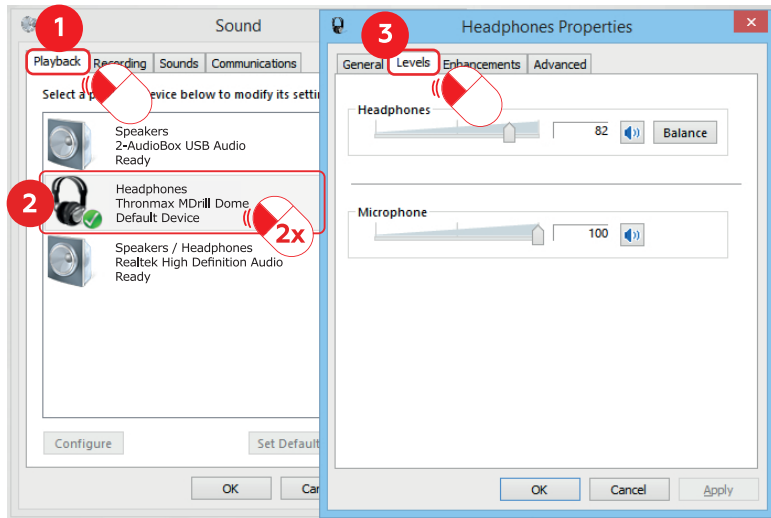 1
Sound
Playback Recording Sounds Communications
Select a p evice below to modify its setti
Speakers
2-AudioBox USB Audio
Ready
2
Headphones
Thronmax MDrill Dome
Default Device
2x
Speakers / Headphones
Realtek High Definition Audio
Ready
Configure
Set Default
OK
Can
3
Headphones Properties
×
General Levels Enhancements Advanced
Headphones
82
Balance
Microphone
100
OK
Cancel
Apply